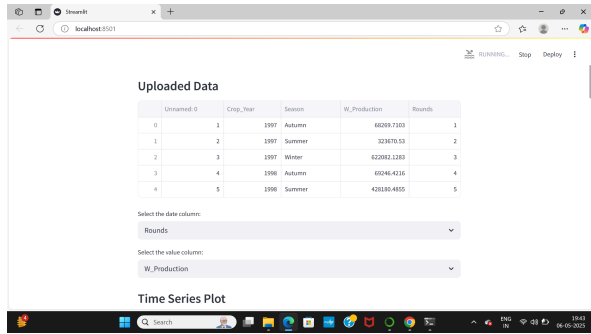 Streamlit
localhost:8501
RUNNING... Stop Deploy
Uploaded Data
Unnamed: 0 Crop_Year Season W_Production Rounds
0 1 1997 Autumn 68269.7103 1
1 2 1997 Summer 323670.53 2
2 3 1997 Winter 622082.1283 3
3 4 1998 Autumn 69246.4216 4
4 5 1998 Summer 428180.4855 5
Select the date column:
Rounds
Select the value column:
W_Production
Time Series Plot
Search
ENG
IN
19:43
06-05-2025